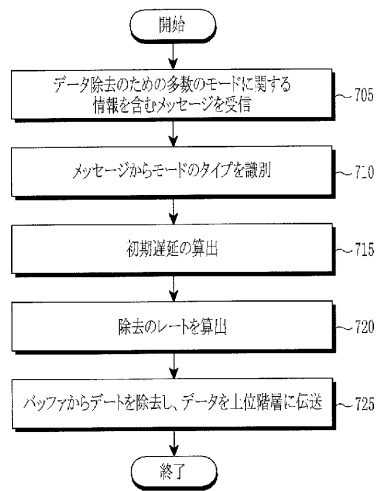 開始
データ除去のための多数のモードに関する
情報を含むメッセージを受信
705
メッセージからモードのタイプを識別
710
初期遅延の算出
715
除去のレートを算出
720
バッファからデートを除去し、データを上位階層に伝送
725
終了